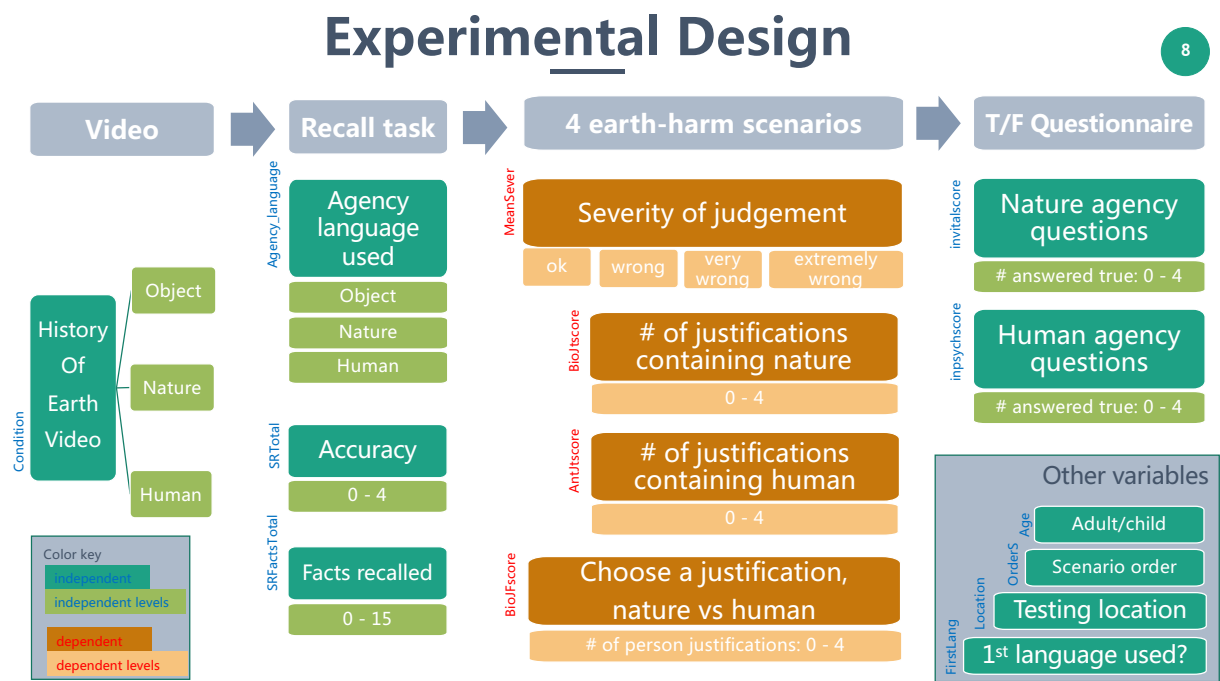 Experimental Design
8
Video
Recall task
4 earth-harm scenarios
T/F Questionnaire
Condition
History
Of
Earth
Video
Object
Nature
Human
Agency_language
Agency
language
used
Object
Nature
Human
SRTotal
Accuracy
0 - 4
SRFactsTotal
Facts recalled
0 - 15
MeanSever
Severity of judgement
ok
wrong
very
wrong
extremely
wrong
BioJtscore
# of justifications
containing nature
0 - 4
AntJtscore
# of justifications
containing human
0 - 4
BioJFscore
Choose a justification,
nature vs human
# of person justifications: 0 - 4
invitalscore
Nature agency
questions
# answered true: 0 - 4
inpsychscore
Human agency
questions
# answered true: 0 - 4
Color key
independent
independent levels
dependent
dependent levels
Other variables
Age
Adult/child
OrderS
Scenario order
Location
Testing location
FirstLang
1st language used?